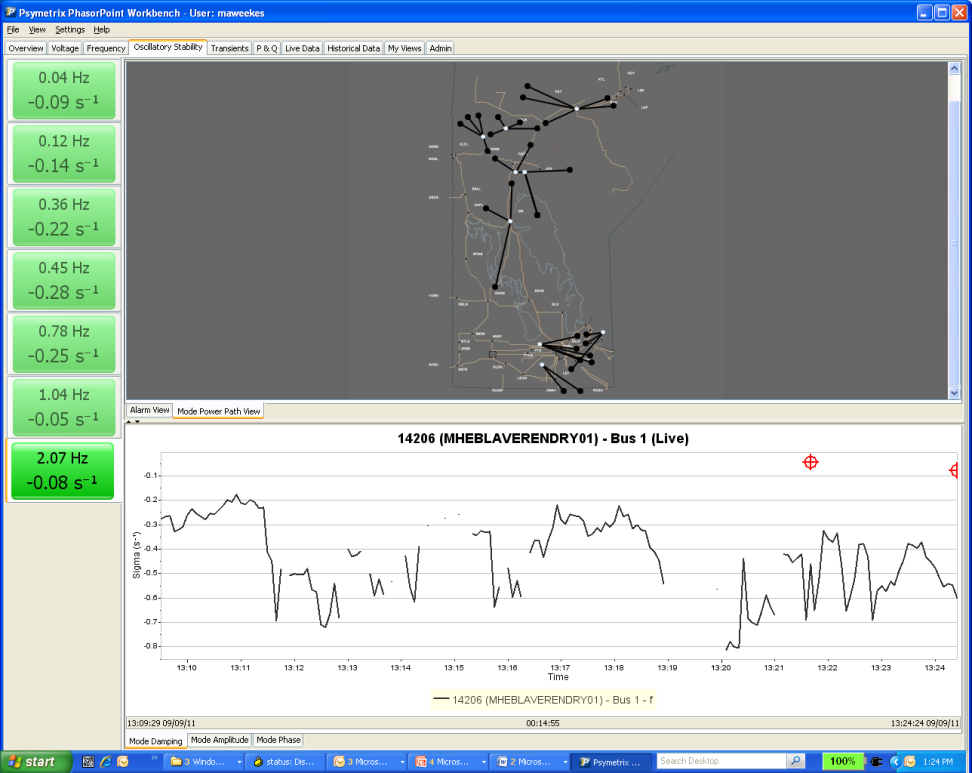 Psymetrix PhasorPoint Workbench - User: maweekes
File View Settings Help
Overview Voltage Frequency Oscillatory Stability Transients P & Q Live Data Historical Data My Views Admin
0.04 Hz
-0.09 s⁻¹
0.12 Hz
-0.14 s⁻¹
0.36 Hz
-0.22 s⁻¹
0.45 Hz
-0.28 s⁻¹
0.78 Hz
-0.25 s⁻¹
1.04 Hz
-0.05 s⁻¹
2.07 Hz
-0.08 s⁻¹
Alarm View Mode Power Path View
14206 (MHEBLAVERENDRY01) - Bus 1 (Live)
Sigma (s⁻¹)
-0.1
-0.2
-0.3
-0.4
-0.5
-0.6
-0.7
-0.8
13:10 13:11 13:12 13:13 13:14 13:15 13:16 13:17 13:18 13:19 13:20 13:21 13:22 13:23 13:24
Time
14206 (MHEBLAVERENDRY01) - Bus 1 - f
13:09:29 09/09/11 00:14:55 13:24:24 09/09/11
Mode Damping Mode Amplitude Mode Phase
start 3 Windo... status: Dis... 3 Micros... 4 Micros... 2 Micros... Psymetrix ... Search Desktop 100% 1:24 PM